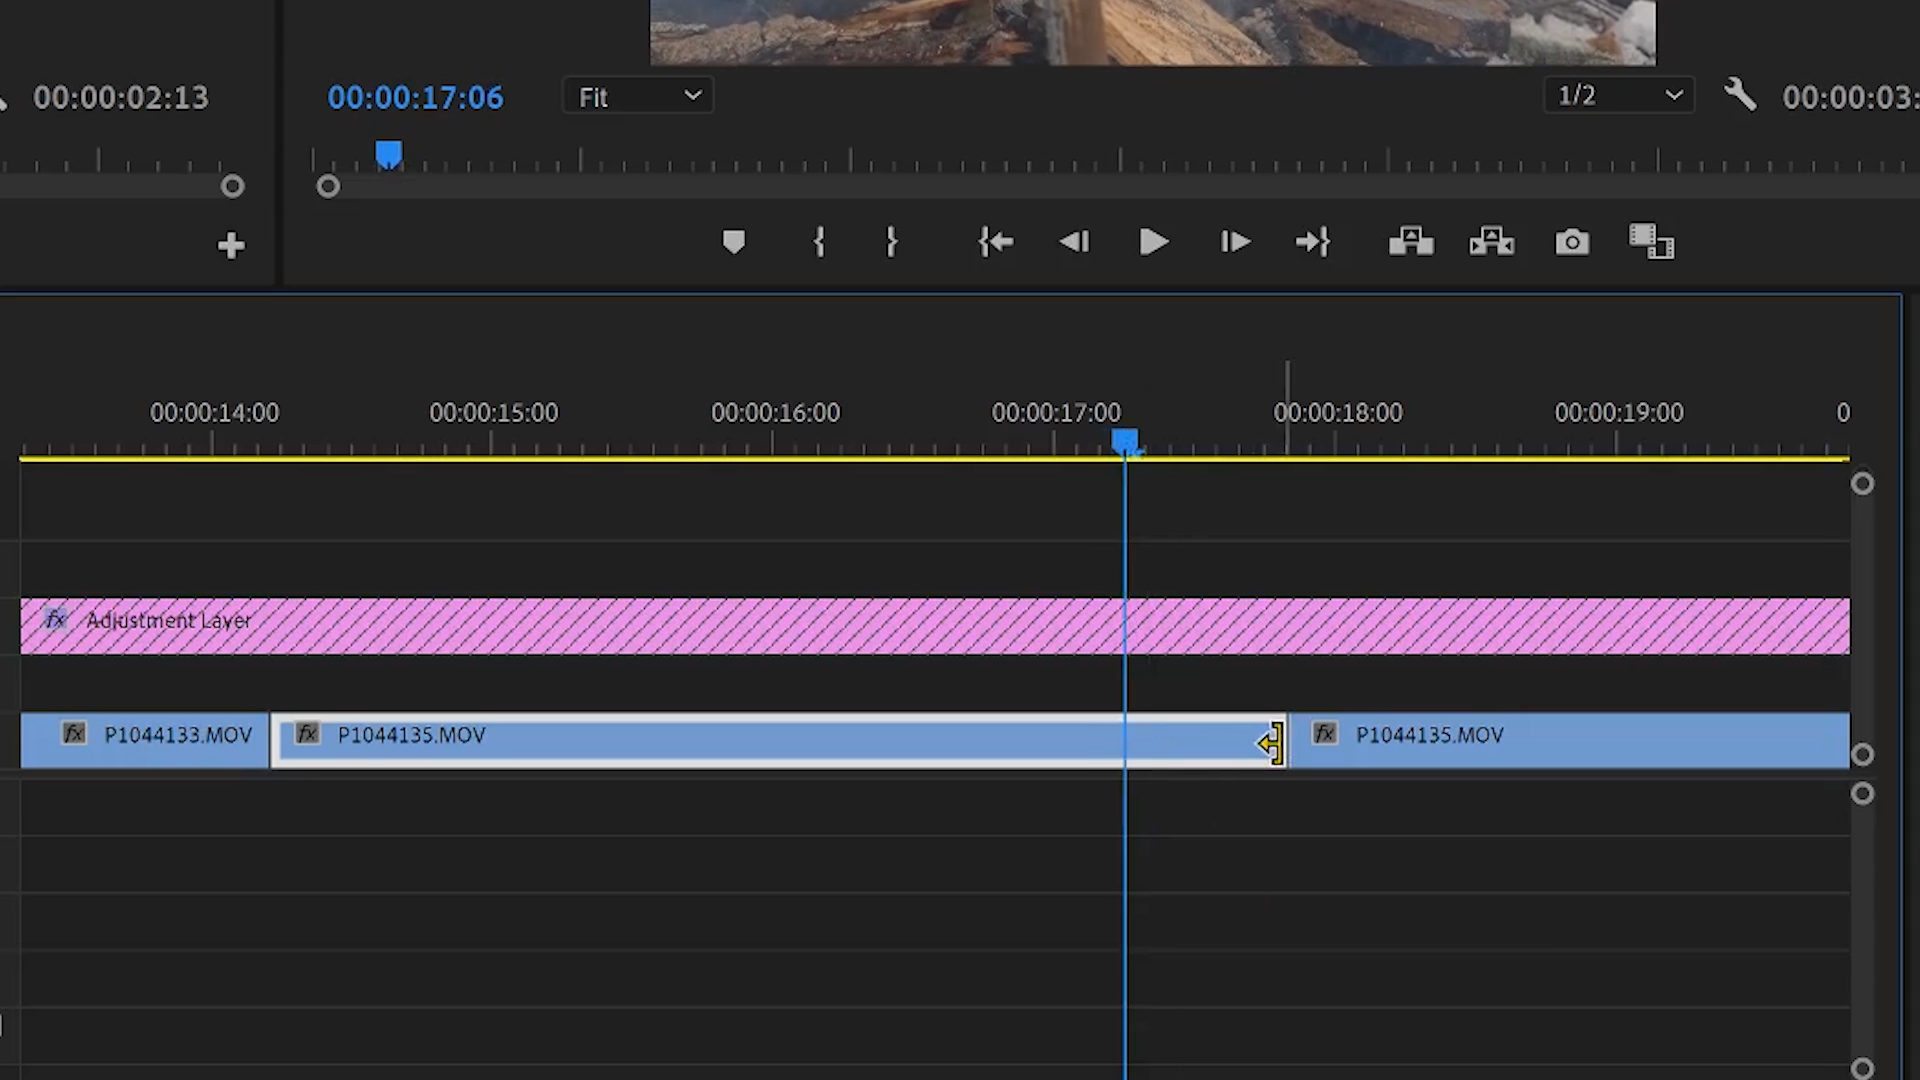 00:00:02:13
00:00:17:06
Fit
1/2
00:00:03:
00:00:14:00
00:00:15:00
00:00:16:00
00:00:17:00
00:00:18:00
00:00:19:00
0
fx Adjustment Layer
fx P1044133.MOV
fx P1044135.MOV
fx P1044135.MOV